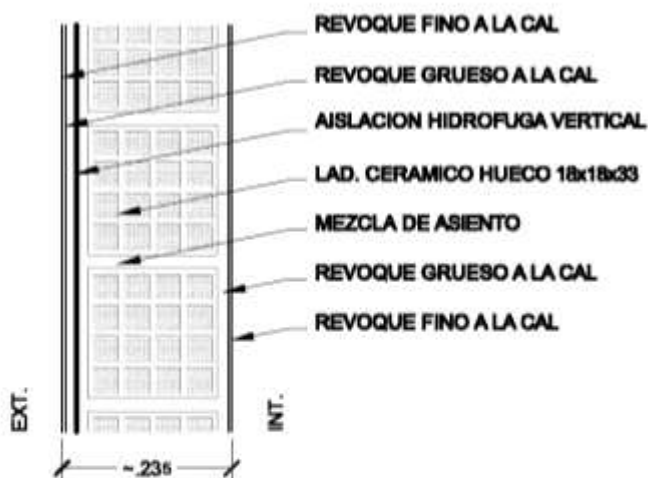 REVOQUE FINO A LA CAL
REVOQUE GRUESO A LA CAL
AISLACION HIDROFUGA VERTICAL
LAD. CERAMICO HUECO 18x18x33
MEZCLA DE ASIENTO
REVOQUE GRUESO A LA CAL
REVOQUE FINO A LA CAL
EXT.
INT.
~.235